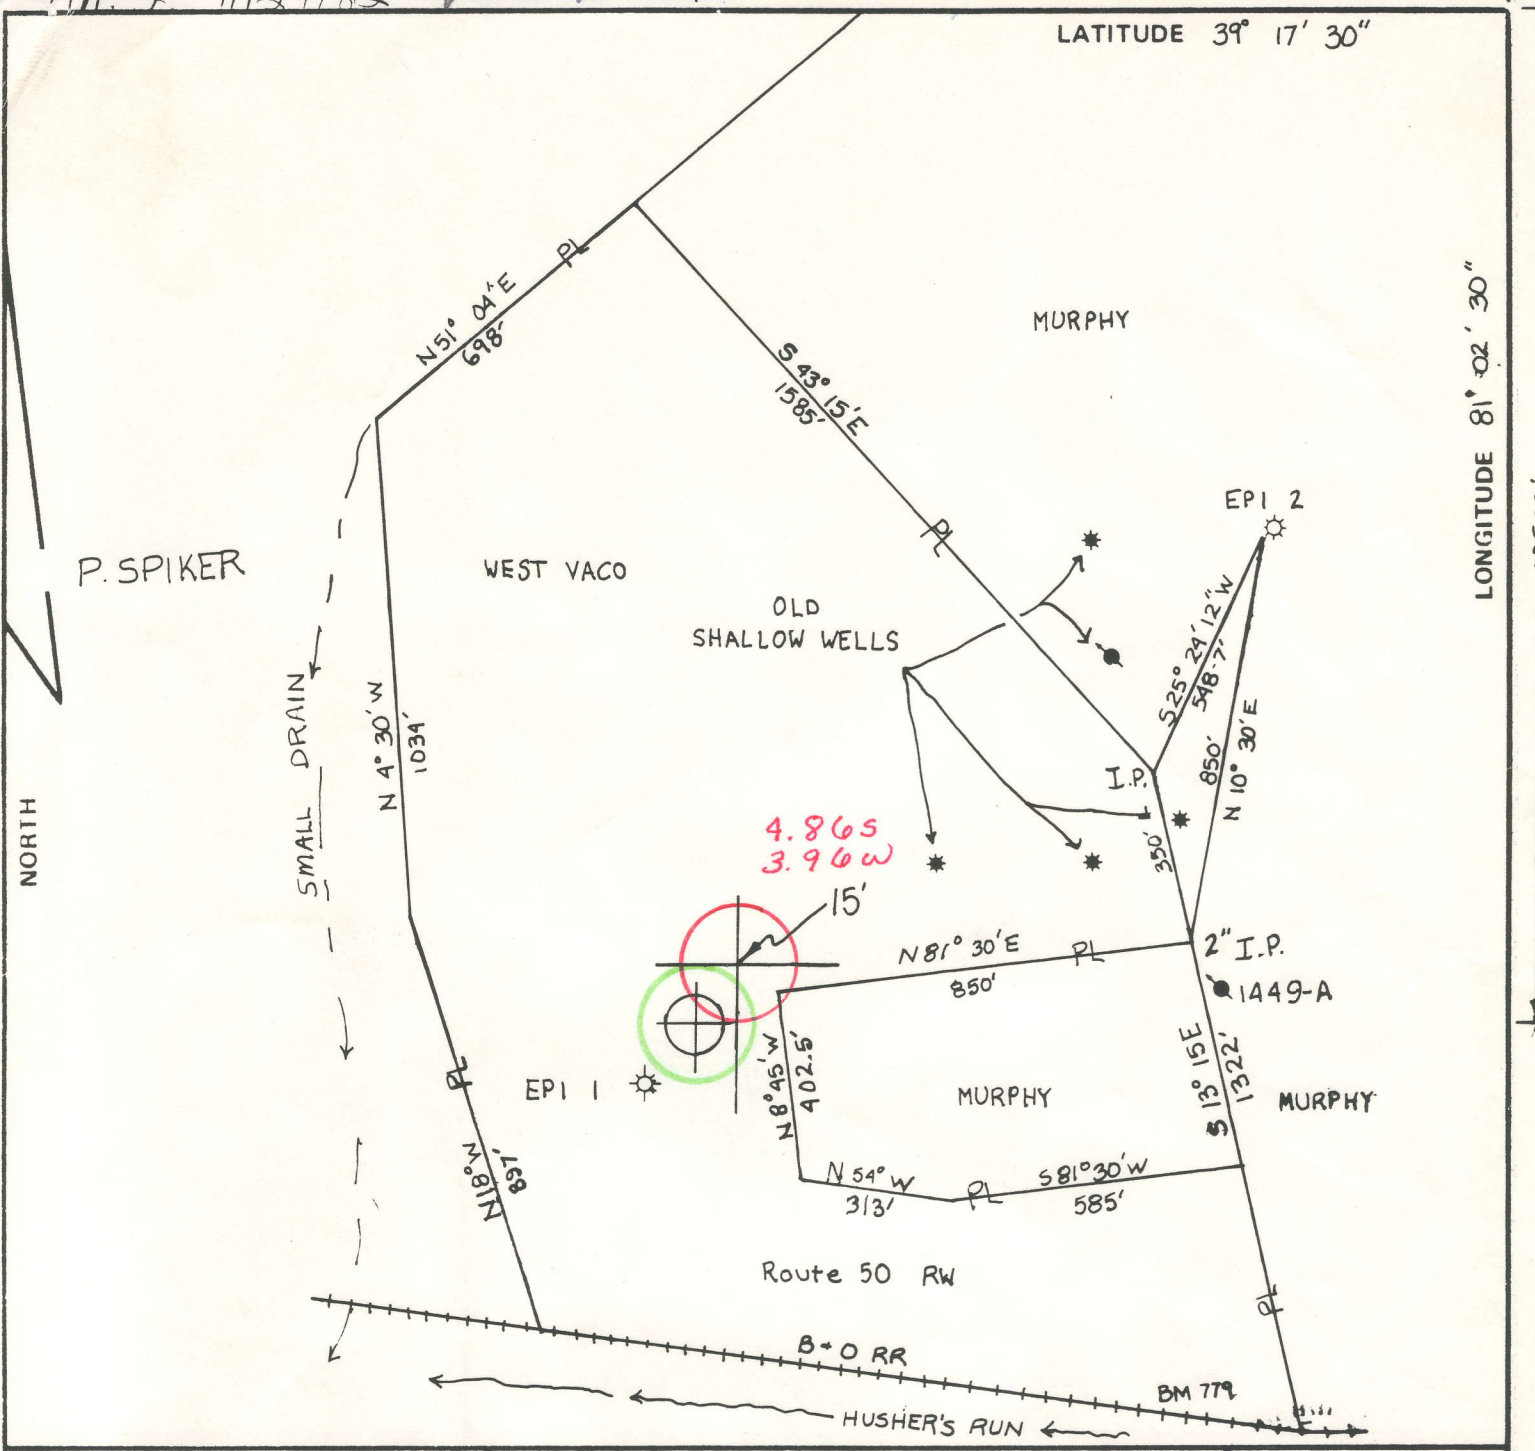 LATITUDE 39° 17' 30"
LONGITUDE 81° 02' 30"
PL
N51° 04'E
698'
MURPHY
S 43° 15'E
1585'
EPI 2
PL
P. SPIKER
WEST VACO
OLD
SHALLOW WELLS
S25° 24' 12"W
548.7'
SMALL DRAIN
N 4° 30' W
1034'
850'
N 10° 30'E
I.P.
NORTH
4.86S
3.96W
350'
15'
N81° 30'E
PL
850'
2" I.P.
1449-A
PL
EPI 1
N 8° 45' W
402.5'
MURPHY
S 13° 15E
1322'
MURPHY
N18°W
897'
N 54° W
313'
PL
S81°30'W
585'
Route 50 RW
PL
B+O RR
BM 779
HUSHER'S RUN